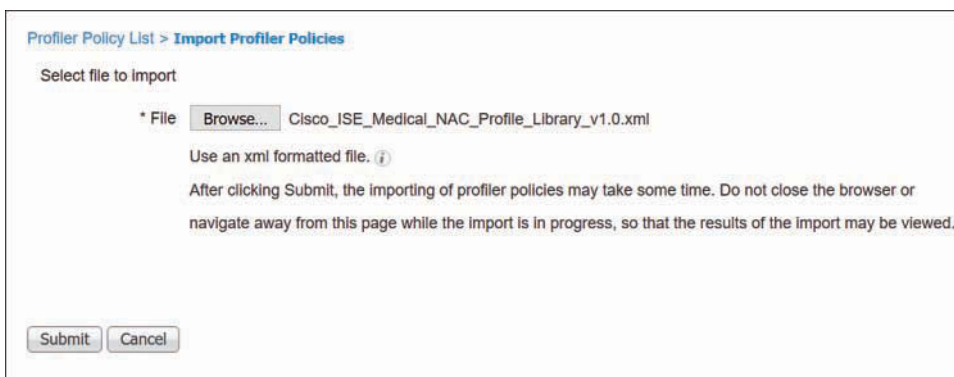 Profiler Policy List > Import Profiler Policies
Select file to import
* File Browse... Cisco_ISE_Medical_NAC_Profile_Library_v1.0.xml
Use an xml formatted file. i
After clicking Submit, the importing of profiler policies may take some time. Do not close the browser or
navigate away from this page while the import is in progress, so that the results of the import may be viewed.
Submit Cancel